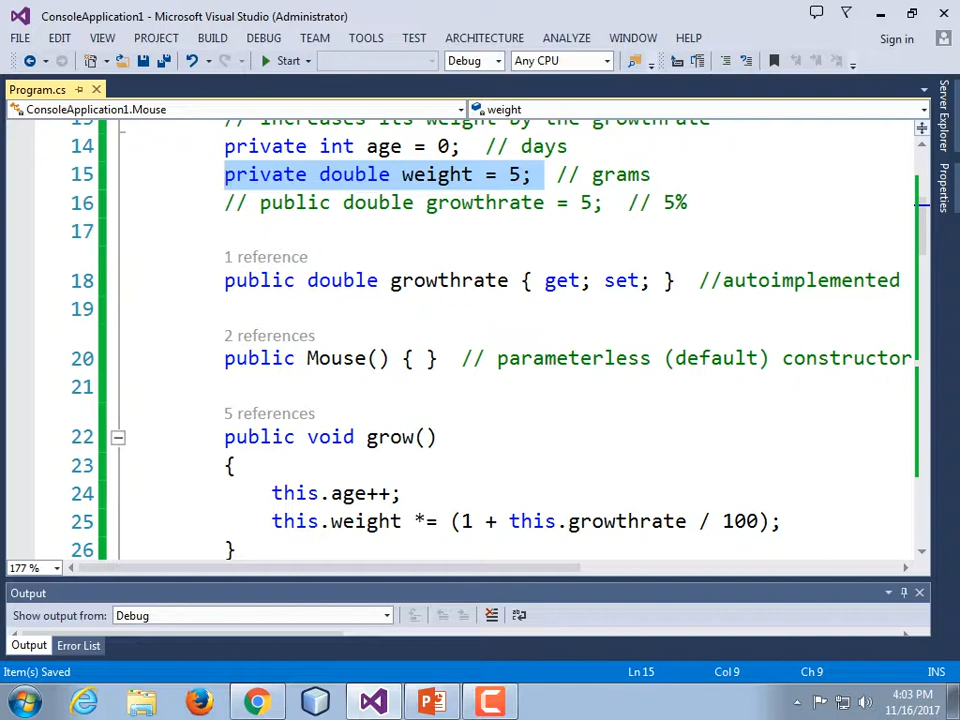 ConsoleApplication1 - Microsoft Visual Studio (Administrator)
FILE EDIT VIEW PROJECT BUILD DEBUG TEAM TOOLS TEST ARCHITECTURE ANALYZE WINDOW HELP Sign in
Start Debug Any CPU
Program.cs
ConsoleApplication1.Mouse weight
// increases its weight by the growthrate
14 private int age = 0; // days
15 private double weight = 5; // grams
16 // public double growthrate = 5; // 5%
17
1 reference
18 public double growthrate { get; set; } //autoimplemented
19
2 references
20 public Mouse() { } // parameterless (default) constructor
21
5 references
22 public void grow()
23 {
24 this.age++;
25 this.weight *= (1 + this.growthrate / 100);
26 }
177 %
Server Explorer
Properties
Output
Show output from: Debug
Output Error List
Item(s) Saved Ln 15 Col 9 Ch 9 INS
4:03 PM
11/16/2017